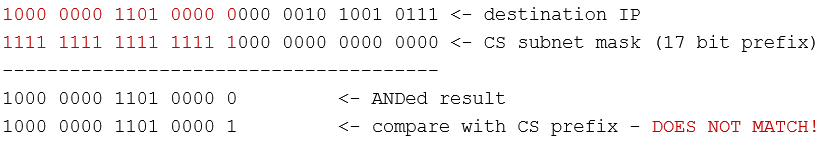 1000 0000 1101 0000 0000 0010 1001 0111 <- destination IP
1111 1111 1111 1111 1000 0000 0000 0000 <- CS subnet mask (17 bit prefix)
---------------------------------------
1000 0000 1101 0000 0 <- ANDed result
1000 0000 1101 0000 1 <- compare with CS prefix – DOES NOT MATCH!